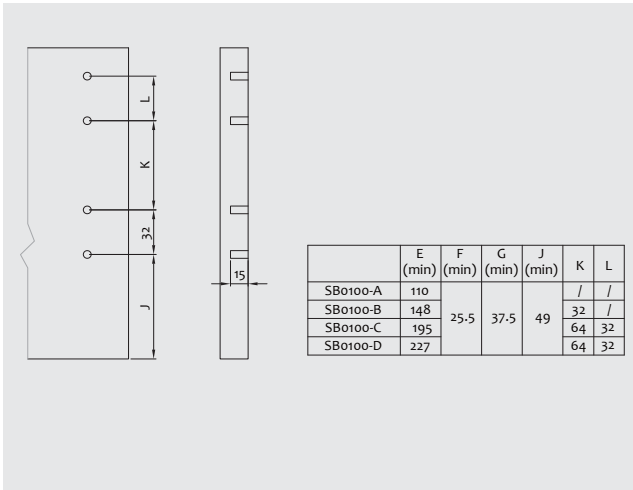 L
K
32
J
15
E (min) F (min) G (min) J (min) K L
SB0100-A 110 / /
SB0100-B 148 25.5 37.5 49 32 /
SB0100-C 195 64 32
SB0100-D 227 64 32